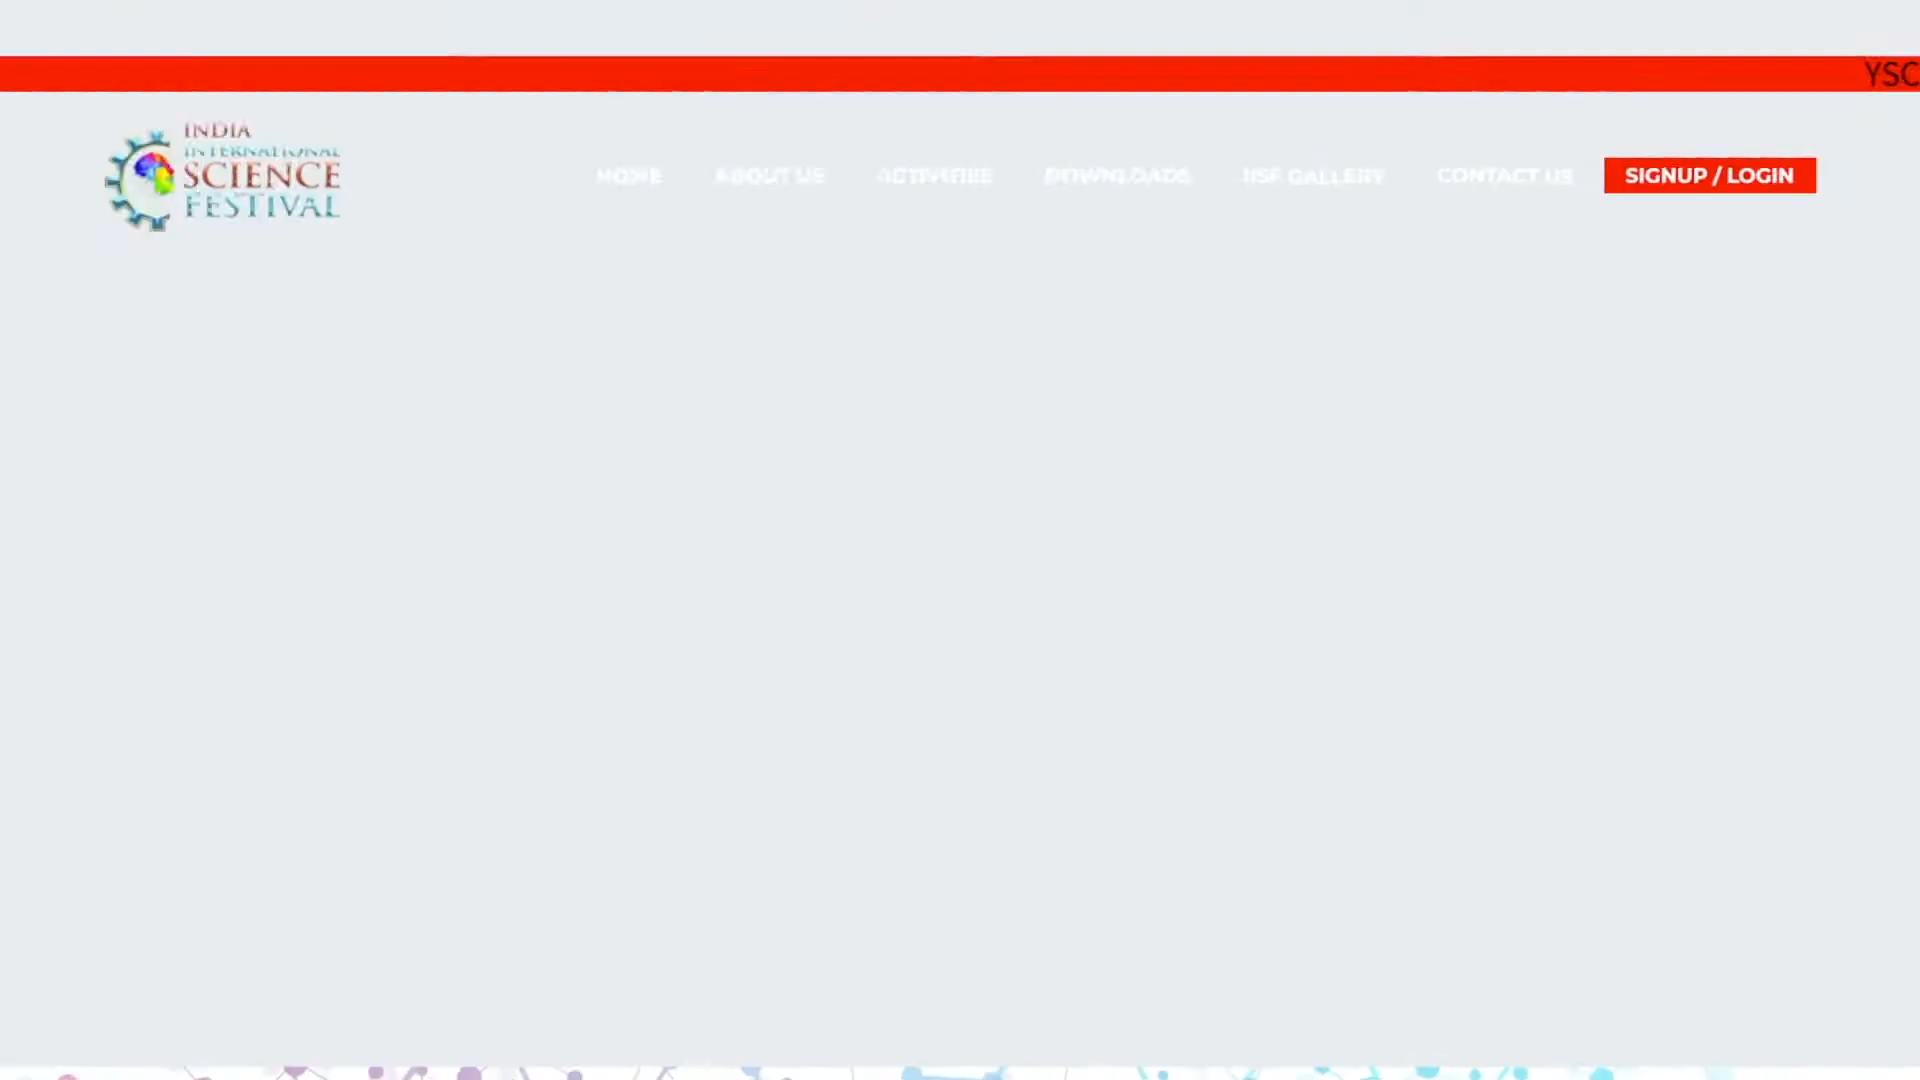 YSC
INDIA
INTERNATIONAL
SCIENCE
FESTIVAL
HOME ABOUT US ACTIVITIES DOWNLOADS IISF GALLERY CONTACT US SIGNUP / LOGIN